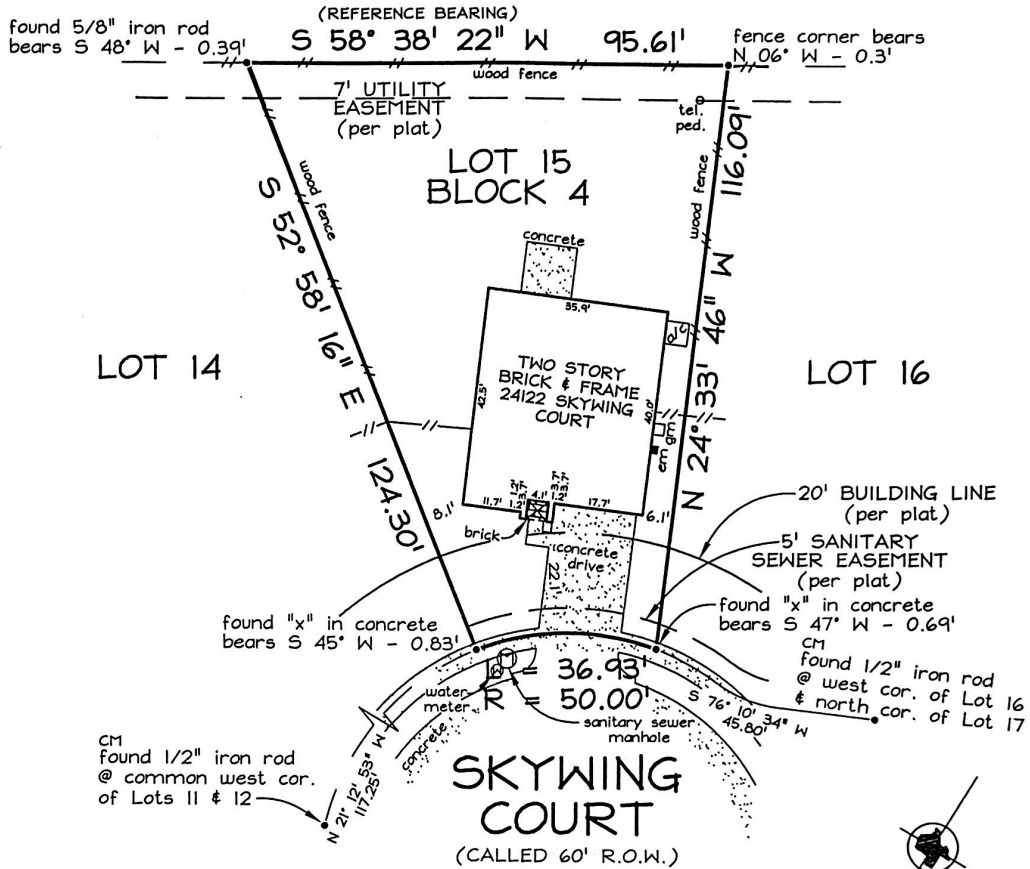 (REFERENCE BEARING)
S 58° 38' 22" W 95.61'
found 5/8" iron rod
bears S 48° W - 0.39'
fence corner bears
N 06° W - 0.3'
wood fence
7' UTILITY
EASEMENT
(per plat)
tel.
ped.
LOT 15
BLOCK 4
wood fence
S 52° 58' 16" E 124.30'
wood fence
N 24° 33' 46" W 116.09'
concrete
35.9'
a/c
LOT 14
LOT 16
TWO STORY
BRICK & FRAME
24122 SKYWING
COURT
42.5'
40.0'
em gm
11.7'
1.2'
3.7'
4.1'
3.7'
1.2'
17.7'
8.1'
6.1'
brick
concrete
drive
22.1'
20' BUILDING LINE
(per plat)
5' SANITARY
SEWER EASEMENT
(per plat)
found "x" in concrete
bears S 45° W - 0.83'
found "x" in concrete
bears S 47° W - 0.69'
CM
found 1/2" iron rod
@ west cor. of Lot 16
& north cor. of Lot 17
= 36.93'
R = 50.00'
water
meter
sanitary sewer
manhole
S 76° 10' 34" W
45.80'
concrete
CM
found 1/2" iron rod
@ common west cor.
of Lots 11 & 12
N 21° 12' 53" W
117.25'
SKYWING
COURT
(CALLED 60' R.O.W.)